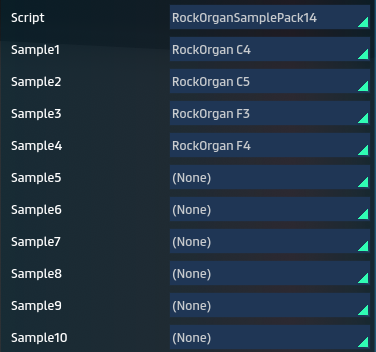 Script RockOrganSamplePack14
Sample1 RockOrgan C4
Sample2 RockOrgan C5
Sample3 RockOrgan F3
Sample4 RockOrgan F4
Sample5 (None)
Sample6 (None)
Sample7 (None)
Sample8 (None)
Sample9 (None)
Sample10 (None)